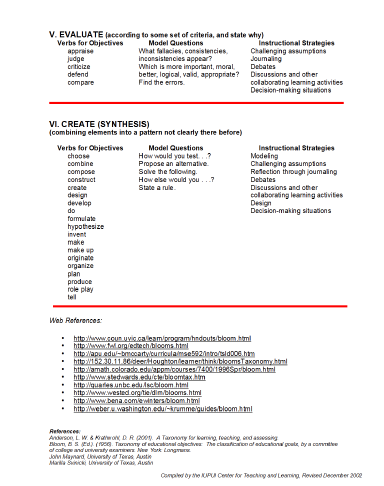 V. EVALUATE (according to some set of criteria, and state why)
Verbs for Objectives Model Questions Instructional Strategies
appraise What fallacies, consistencies, Challenging assumptions
judge inconsistencies appear? Journaling
criticize Which is more important, moral, Debates
defend better, logical, valid, appropriate? Discussions and other
compare Find the errors. collaborating learning activities
Decision-making situations
VI. CREATE (SYNTHESIS)
(combining elements into a pattern not clearly there before)
Verbs for Objectives Model Questions Instructional Strategies
choose How would you test. . .? Modeling
combine Propose an alternative. Challenging assumptions
compose Solve the following. Reflection through journaling
construct How else would you . . .? Debates
create State a rule. Discussions and other
design collaborating learning activities
develop Design
do Decision-making situations
formulate
hypothesize
invent
make
make up
originate
organize
plan
produce
role play
tell
Web References:
• http://www.coun.uvic.ca/learn/program/hndouts/bloom.html
• http://www.fwl.org/edtech/blooms.html
• http://apu.edu/~bmccarty/curricula/mse592/intro/tsld006.htm
• http://152.30.11.86/deer/Houghton/learner/think/bloomsTaxonomy.html
• http://amath.colorado.edu/appm/courses/7400/1996Spr/bloom.html
• http://www.stedwards.edu/cte/bloomtax.htm
• http://quarles.unbc.edu/lsc/bloom.html
• http://www.wested.org/tie/dlrn/blooms.html
• http://www.bena.com/ewinters/bloom.html
• http://weber.u.washington.edu/~krumme/guides/bloom.html
References:
Anderson, L. W. & Krathwohl, D. R. (2001). A Taxonomy for learning, teaching, and assessing.
Bloom, B. S. (Ed.) (1956). Taxonomy of educational objectives: The classification of educational goals, by a committee
of college and university examiners. New York: Longmans.
John Maynard, University of Texas, Austin
Marilla Svinicki, University of Texas, Austin
Compiled by the IUPUI Center for Teaching and Learning, Revised December 2002